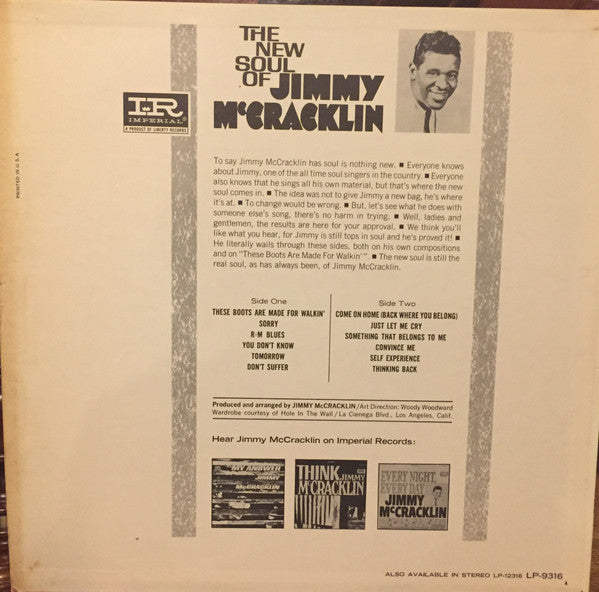 THE
NEW
SOUL
OF JIMMY
McCRACKLIN
IR
IMPERIAL®
A PRODUCT OF LIBERTY RECORDS
PRINTED IN U.S.A.
To say Jimmy McCracklin has soul is nothing new. ■ Everyone knows
about Jimmy, one of the all time soul singers in the country. ■ Everyone
also knows that he sings all his own material, but that's where the new
soul comes in. ■ The idea was not to give Jimmy a new bag, he's where
it's at. ■ To change would be wrong. ■ But, let's see what he does with
someone else's song, there's no harm in trying. ■ Well, ladies and
gentlemen, the results are here for your approval. ■ We think you'll
like what you hear, for Jimmy is still tops in soul and he's proved it! ■
He literally wails through these sides, both on his own compositions
and on "These Boots Are Made For Walkin'". ■ The new soul is still the
real soul, as has always been, of Jimmy McCracklin.
Side One
THESE BOOTS ARE MADE FOR WALKIN'
SORRY
R-M BLUES
YOU DON'T KNOW
TOMORROW
DON'T SUFFER
Side Two
COME ON HOME (BACK WHERE YOU BELONG)
JUST LET ME CRY
SOMETHING THAT BELONGS TO ME
CONVINCE ME
SELF EXPERIENCE
THINKING BACK
Produced and arranged by JIMMY McCRACKLIN/Art Direction: Woody Woodward
Wardrobe courtesy of Hole In The Wall/La Cienega Blvd., Los Angeles, Calif.
Hear Jimmy McCracklin on Imperial Records:
MY ANSWER
JIMMY
McCRACKLIN
THINK JIMMY
McCRACKLIN
EVERY NIGHT,
EVERY DAY
JIMMY
McCRACKLIN
ALSO AVAILABLE IN STEREO LP-12316 LP-9316
4